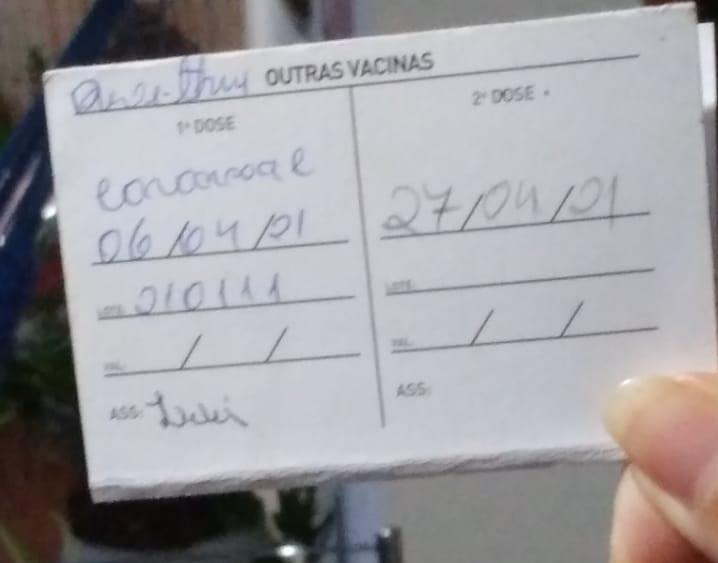 OUTRAS VACINAS
1ª DOSE
2ª DOSE
coronavac
06/04/21
27/04/21
LOTE: 210111
LOTE:
VAL: / /
VAL: / /
ASS:
ASS: